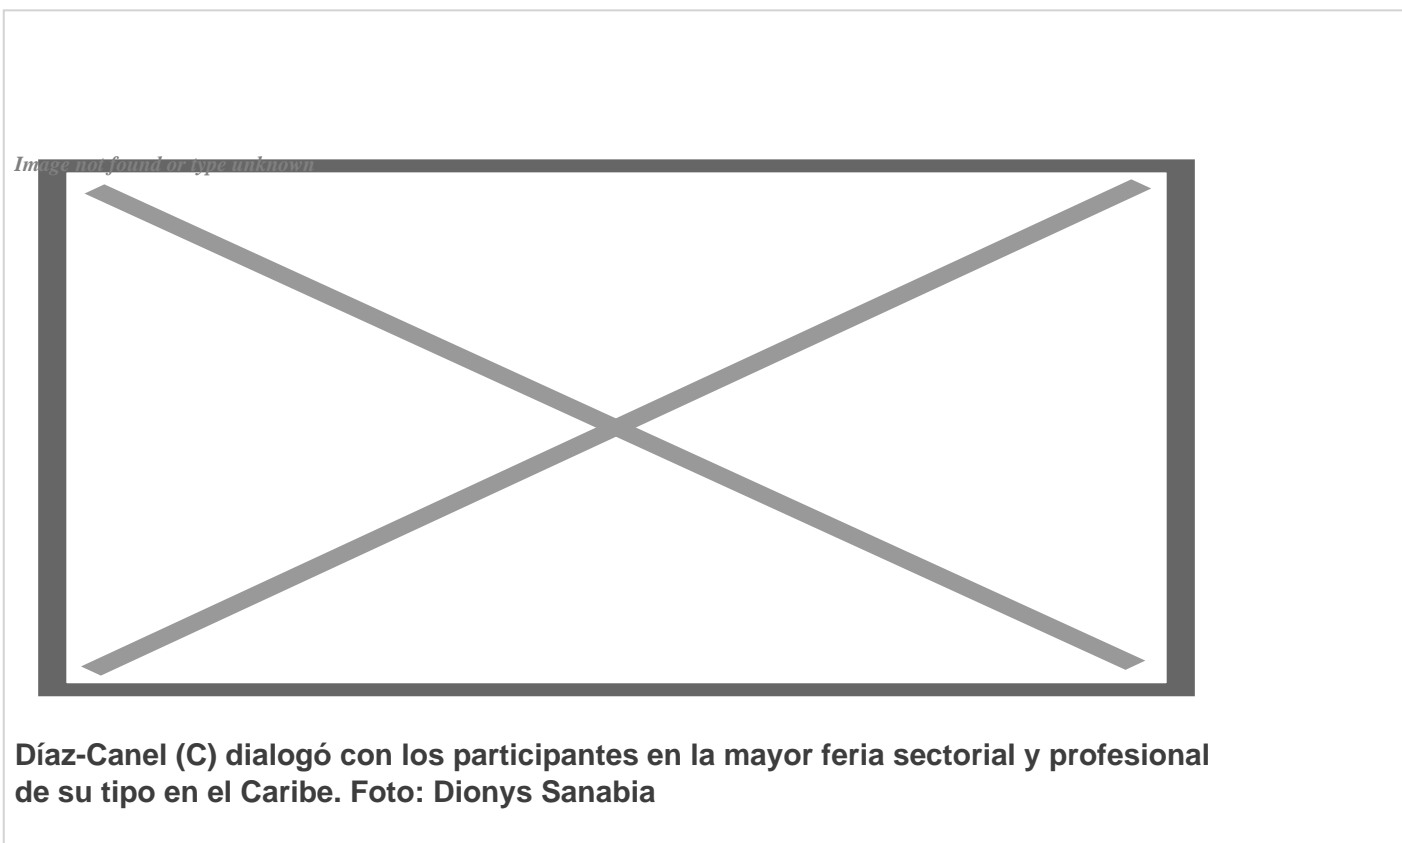 Image not found or type unknown
Díaz-Canel (C) dialogó con los participantes en la mayor feria sectorial y profesional
de su tipo en el Caribe. Foto: Dionys Sanabia